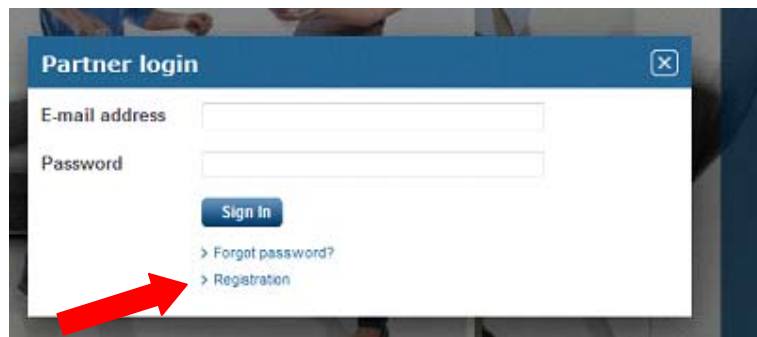 Partner login
E-mail address
Password
Sign In
> Forgot password?
> Registration